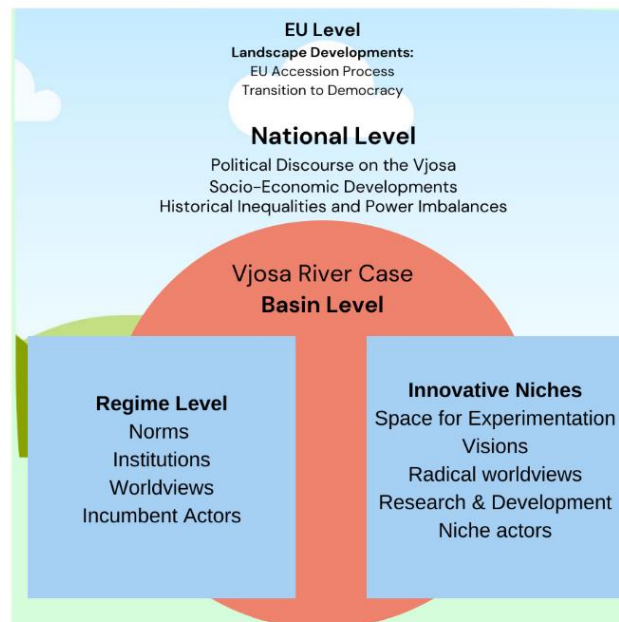 EU Level
Landscape Developments:
EU Accession Process
Transition to Democracy
National Level
Political Discourse on the Vjosa
Socio-Economic Developments
Historical Inequalities and Power Imbalances
Vjosa River Case
Basin Level
Regime Level
Norms
Institutions
Worldviews
Incumbent Actors
Innovative Niches
Space for Experimentation
Visions
Radical worldviews
Research & Development
Niche actors